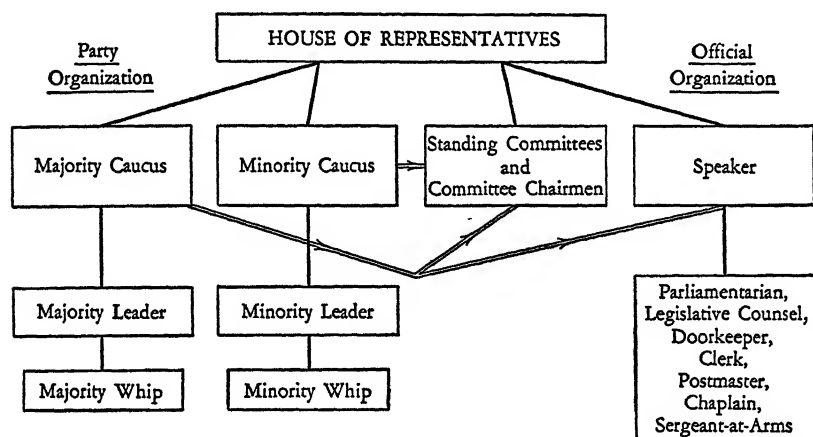 HOUSE OF REPRESENTATIVES
Party
Organization
Official
Organization
Majority Caucus
Minority Caucus
Standing Committees
and
Committee Chairmen
Speaker
Majority Leader
Minority Leader
Majority Whip
Minority Whip
Parliamentarian,
Legislative Counsel,
Doorkeeper,
Clerk,
Postmaster,
Chaplain,
Sergeant-at-Arms